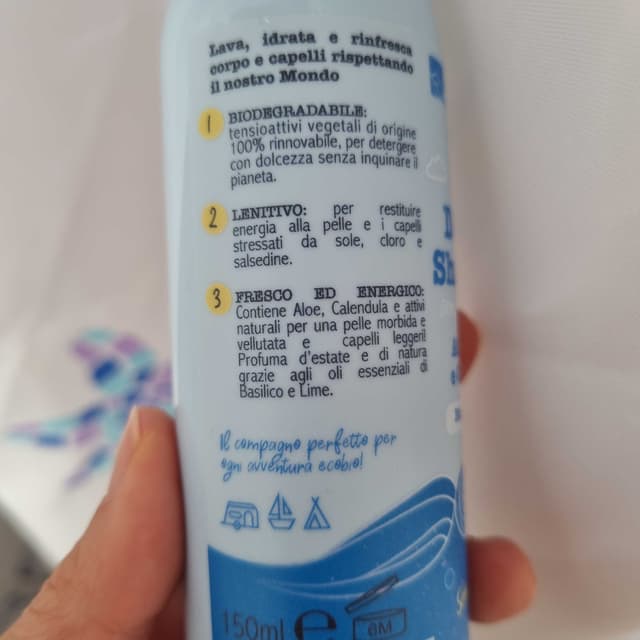 Lava, idrata e rinfresca
corpo e capelli rispettando
il nostro Mondo
1 BIODEGRADABILE:
tensioattivi vegetali di origine
100% rinnovabile, per detergere
con dolcezza senza inquinare il
pianeta.
2 LENITIVO: per restituire
energia alla pelle e i capelli
stressati da sole, cloro e
salsedine.
3 FRESCO ED ENERGICO:
Contiene Aloe, Calendula e attivi
naturali per una pelle morbida e
vellutata e capelli leggeri!
Profuma d'estate e di natura
grazie agli oli essenziali di
Basilico e Lime.
Il compagno perfetto per
ogni avventura ecobio!
150ml e 6M
Sh